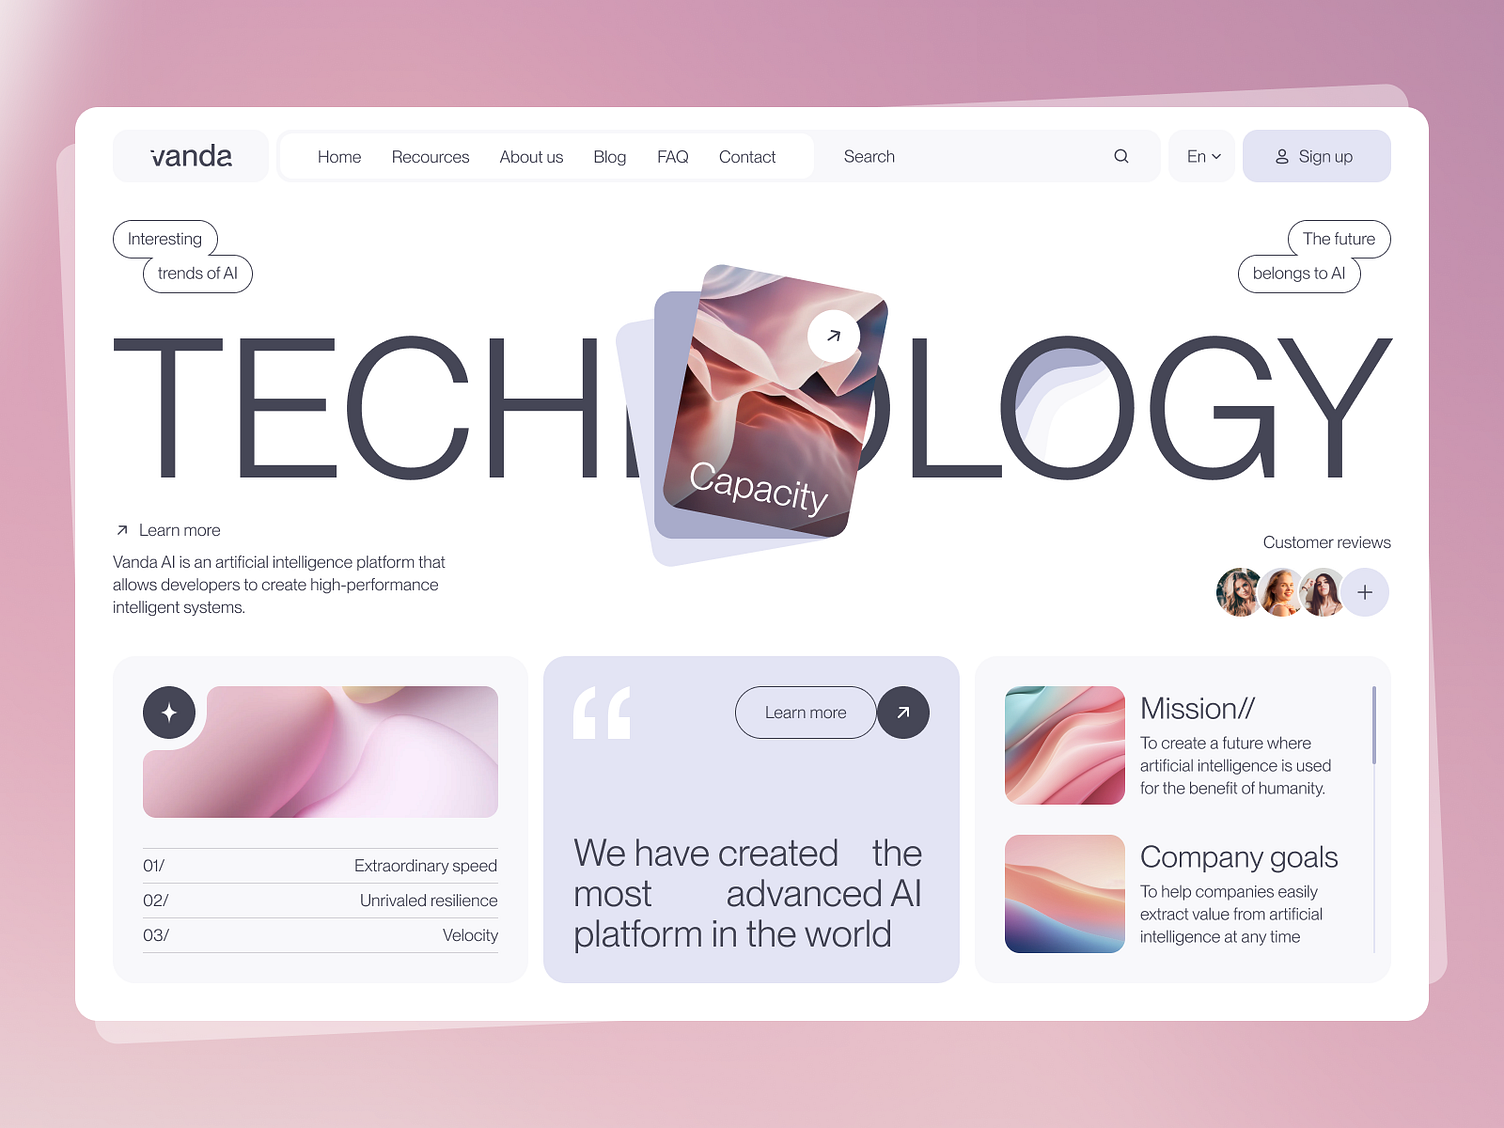 vanda
Home Recources About us Blog FAQ Contact Search En Sign up
Interesting
trends of AI
The future
belongs to AI
TECHNOLOGY
Capacity
Learn more
Vanda AI is an artificial intelligence platform that
allows developers to create high-performance
intelligent systems.
Customer reviews
01/ Extraordinary speed
02/ Unrivaled resilience
03/ Velocity
“
Learn more
We have created the
most advanced AI
platform in the world
Mission//
To create a future where
artificial intelligence is used
for the benefit of humanity.
Company goals
To help companies easily
extract value from artificial
intelligence at any time